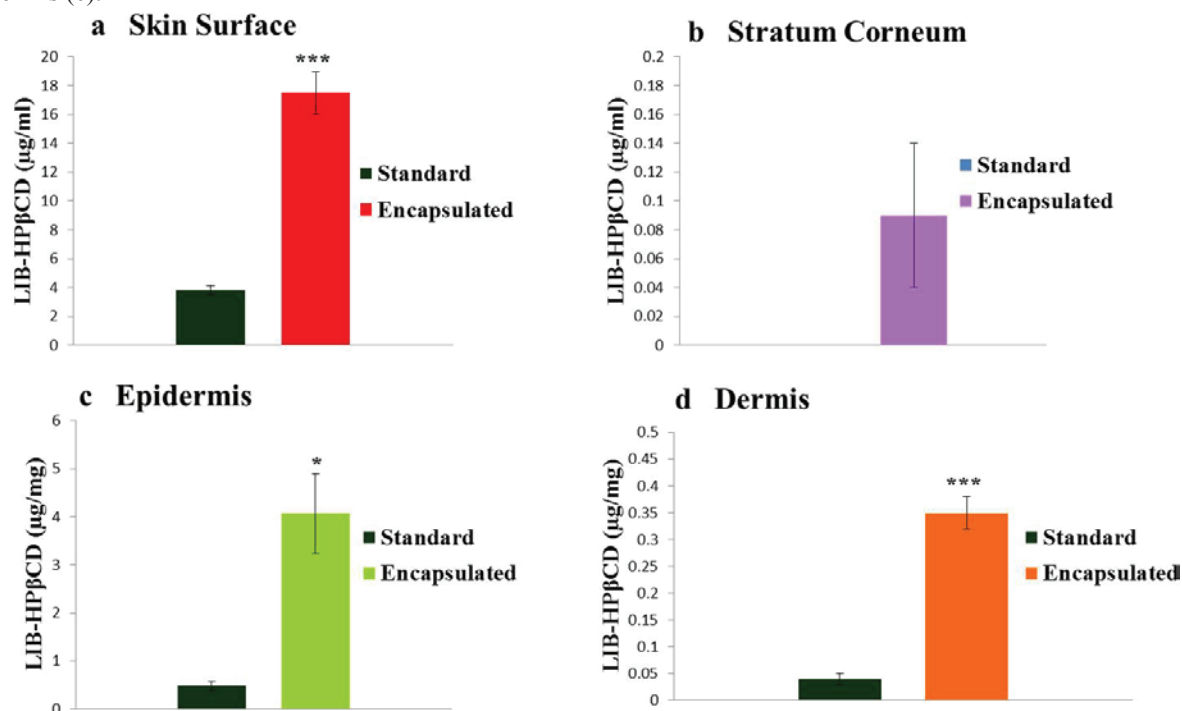 a Skin Surface
20
18
16
14
12
10
8
6
4
2
0
LIB-HPβCD (µg/ml)
***
Standard
Encapsulated
b Stratum Corneum
0.2
0.18
0.16
0.14
0.12
0.1
0.08
0.06
0.04
0.02
0
LIB-HPβCD (µg/ml)
Standard
Encapsulated
c Epidermis
6
5
4
3
2
1
0
LIB-HPβCD (µg/mg)
*
Standard
Encapsulated
d Dermis
0.5
0.45
0.4
0.35
0.3
0.25
0.2
0.15
0.1
0.05
0
LIB-HPβCD (µg/mg)
***
Standard
Encapsulated